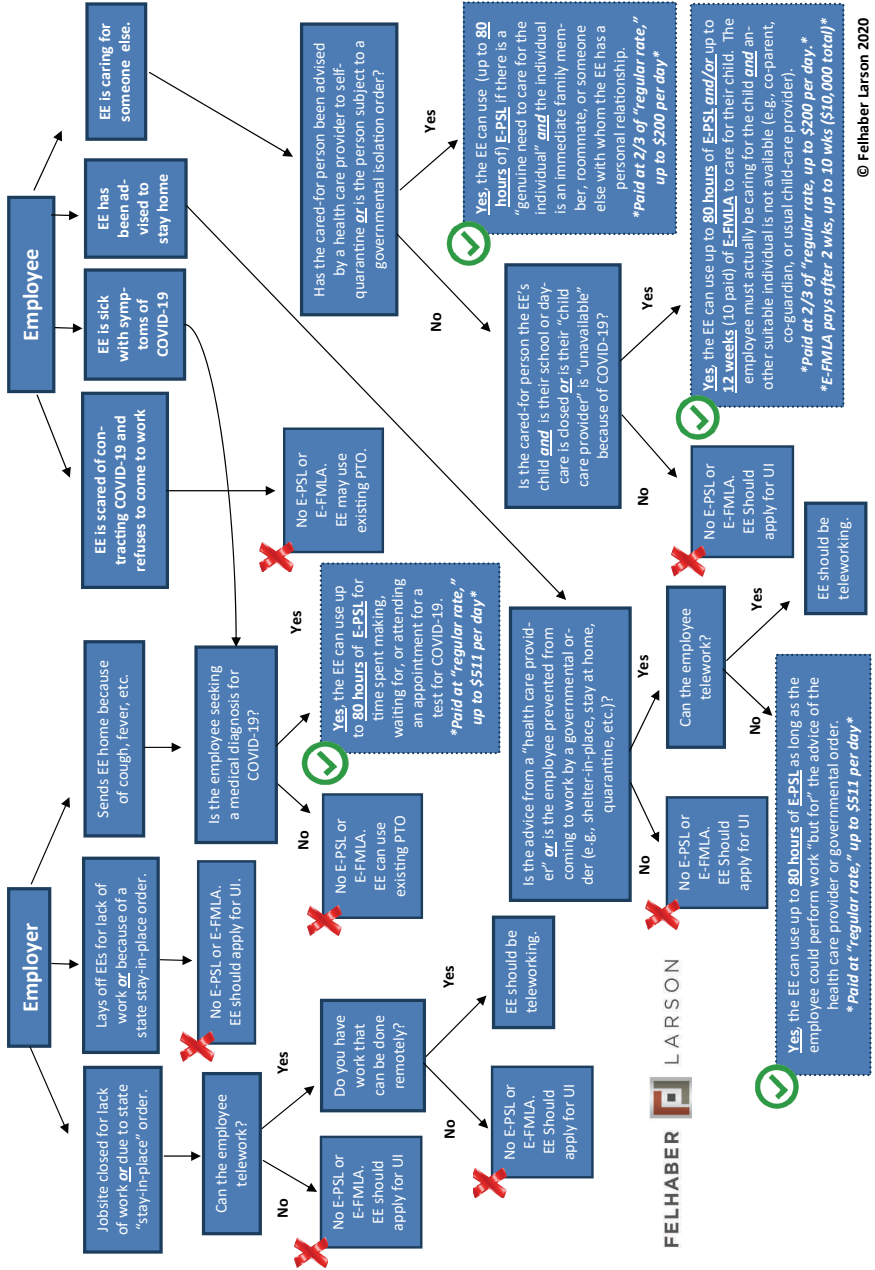 Employer
Employee
Jobsite closed for lack
of work or due to state
"stay-in-place" order.
Lays off EEs for lack of
work or because of a
state stay-in-place order.
Sends EE home because
of cough, fever, etc.
EE is scared of con-
tracting COVID-19 and
refuses to come to work
EE is sick
with symp-
toms of
COVID-19
EE has
been ad-
vised to
stay home
EE is caring for
someone else.
Can the employee
telework?
No E-PSL or E-FMLA.
EE should apply for UI.
Is the employee seeking
a medical diagnosis for
COVID-19?
No E-PSL or
E-FMLA.
EE may use
existing PTO.
Has the cared-for person been advised
by a health care provider to self-
quarantine or is the person subject to a
governmental isolation order?
No
Yes
No
Yes
No
Yes
No E-PSL or
E-FMLA.
EE should
apply for UI
Do you have
work that
can be done
remotely?
No E-PSL or
E-FMLA.
EE can use
existing PTO
Yes, the EE can use up
to 80 hours of E-PSL for
time spent making,
waiting for, or attending
an appointment for a
test for COVID-19.
*Paid at "regular rate,"
up to $511 per day*
No
Yes
No E-PSL or
E-FMLA.
EE Should
apply for UI
EE should be
teleworking.
Is the advice from a "health care provid-
er" or is the employee prevented from
coming to work by a governmental or-
der (e.g., shelter-in-place, stay at home,
quarantine, etc.)?
Is the cared-for person the EE's
child and is their school or day-
care is closed or is their "child
care provider" is "unavailable"
because of COVID-19?
Yes, the EE can use (up to 80
hours of) E-PSL if there is a
"genuine need to care for the
individual" and the individual
is an immediate family mem-
ber, roommate, or someone
else with whom the EE has a
personal relationship.
*Paid at 2/3 of "regular rate,"
up to $200 per day*
No
Yes
No
Yes
No E-PSL or
E-FMLA.
EE Should
apply for UI
Can the employee
telework?
No E-PSL or
E-FMLA.
EE Should
apply for UI
Yes, the EE can use up to 80 hours of E-PSL and/or up to
12 weeks (10 paid) of E-FMLA to care for their child. The
employee must actually be caring for the child and an-
other suitable individual is not available (e.g., co-parent,
co-guardian, or usual child-care provider).
*Paid at 2/3 of "regular rate, up to $200 per day.*
*E-FMLA pays after 2 wks, up to 10 wks ($10,000 total)*
No
Yes
Yes, the EE can use up to 80 hours of E-PSL as long as the
employee could perform work "but for" the advice of the
health care provider or governmental order.
* Paid at "regular rate," up to $511 per day*
EE should be
teleworking.
FELHABER LARSON
© Felhaber Larson 2020